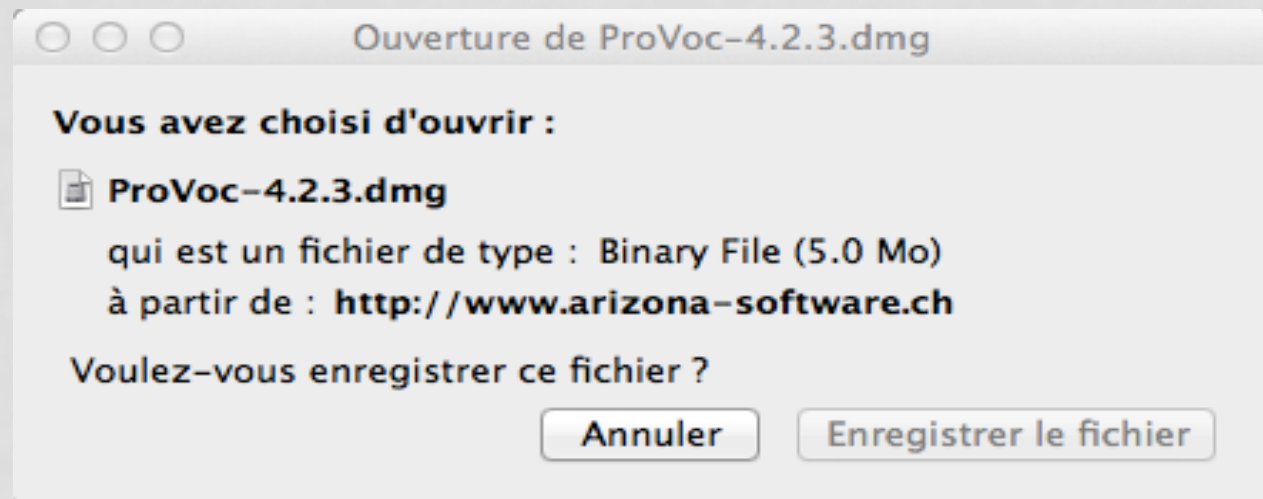 Ouverture de ProVoc-4.2.3.dmg
Vous avez choisi d'ouvrir :
ProVoc-4.2.3.dmg
qui est un fichier de type : Binary File (5.0 Mo)
à partir de : http://www.arizona-software.ch
Voulez-vous enregistrer ce fichier ?
Annuler Enregistrer le fichier